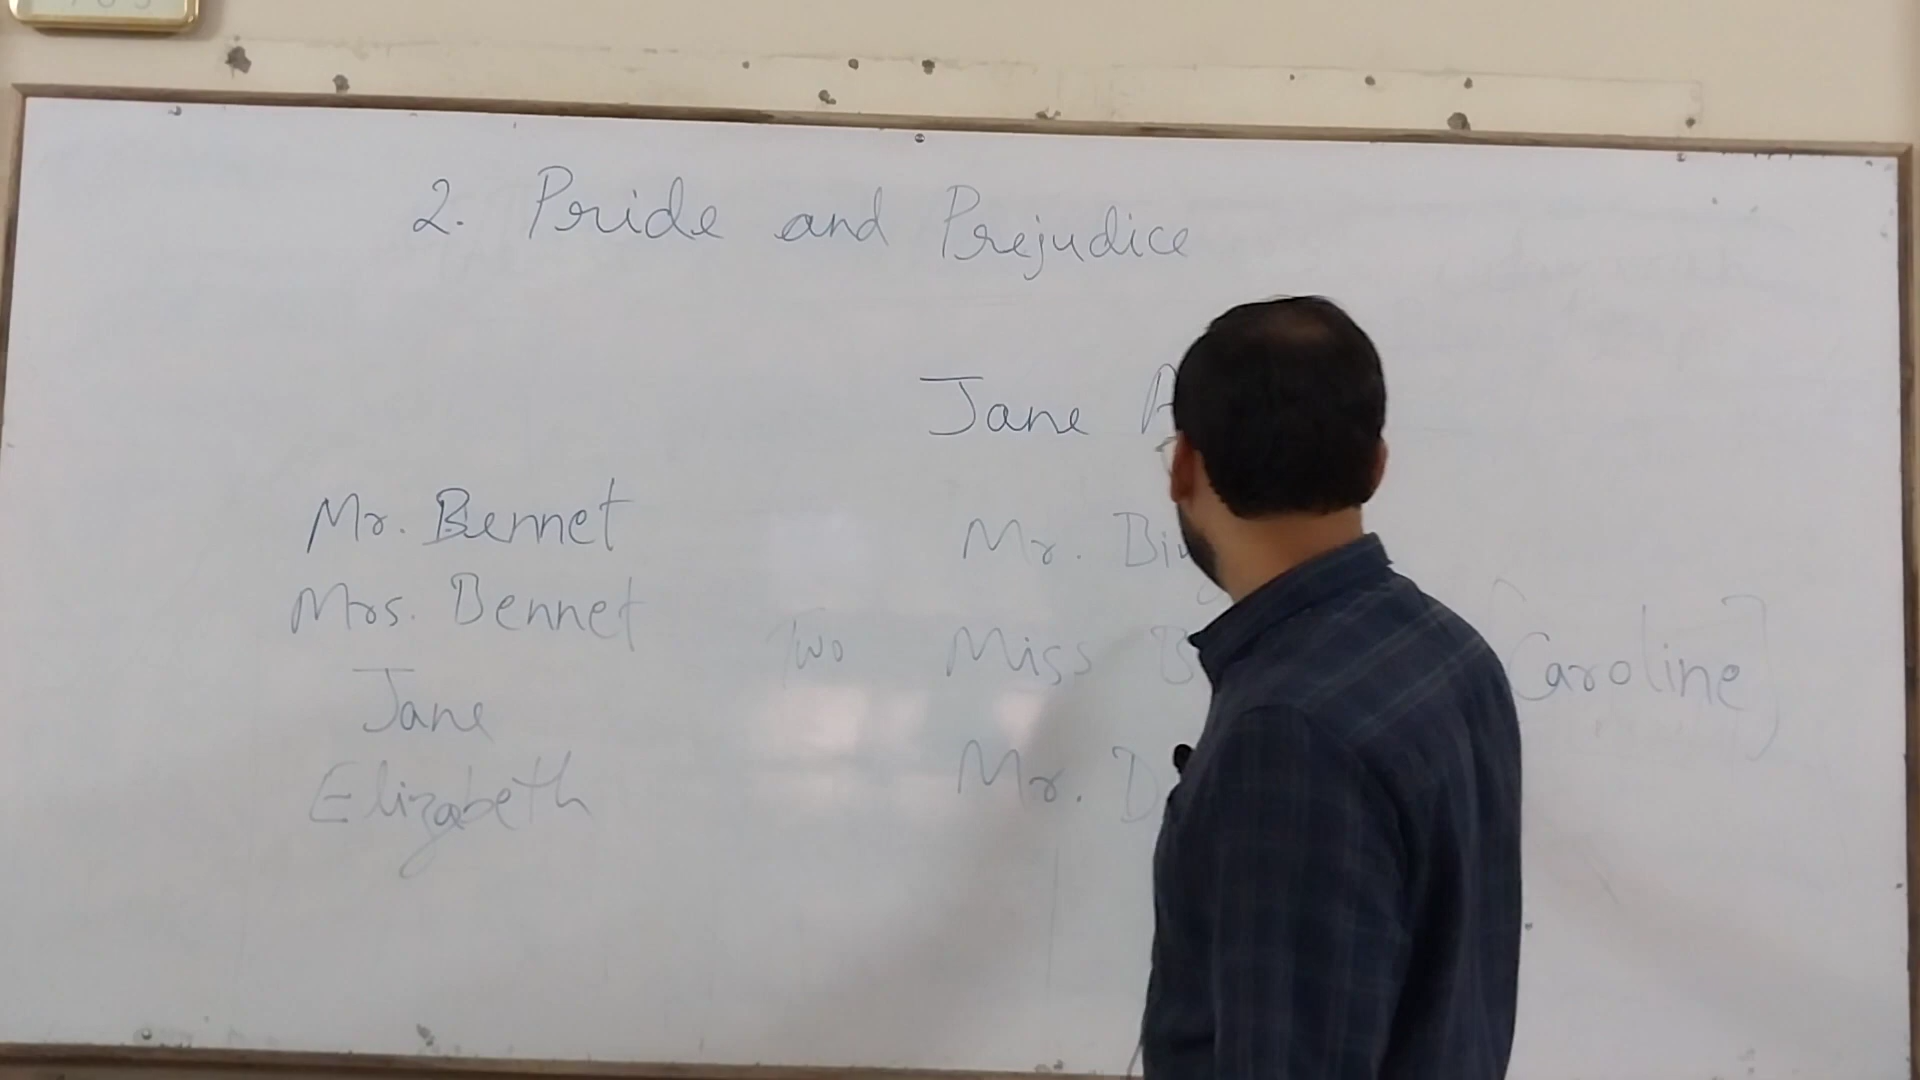 2. Pride and Prejudice
Jane
Mr. Bennet
Mrs. Bennet
Jane
Elizabeth
Mr.
Two Miss [Caroline]
Mr.